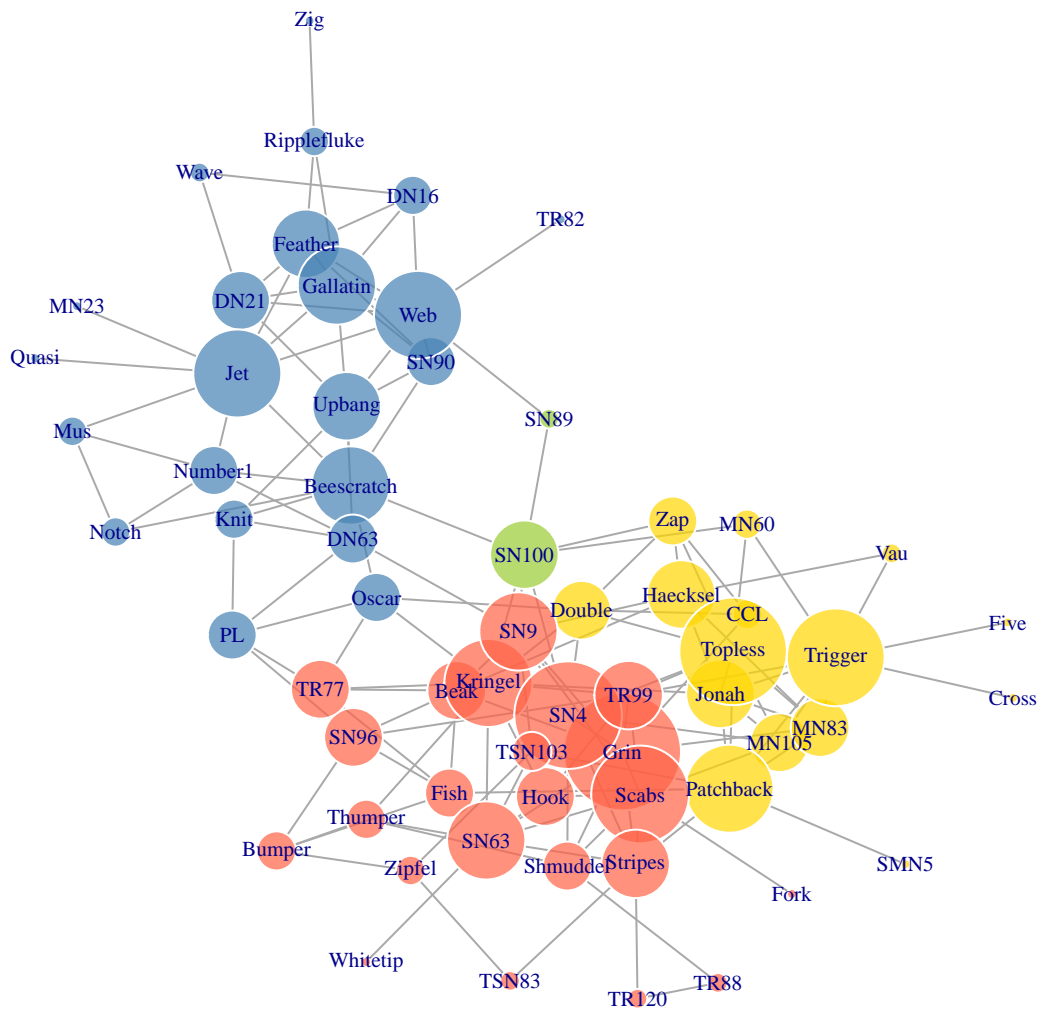 Zig
Ripplefluke
Wave
DN16
TR82
Feather
Gallatin
DN21
MN23
Web
Quasi
SN90
Jet
Upbang
SN89
Mus
Number1
Beescratch
Knit
Notch
DN63
Zap
MN60
SN100
Vau
Haecksel
Oscar
Double
CCL
Five
SN9
PL
Topless
Trigger
Kringel
TR77
Beak
TR99
Jonah
Cross
SN4
SN96
TSN103
Grin
MN83
MN105
Fish
Hook
Scabs
Patchback
Thumper
SN63
Bumper
Zipfel
Shmuddel
Stripes
SMN5
Fork
Whitetip
TSN83
TR88
TR120